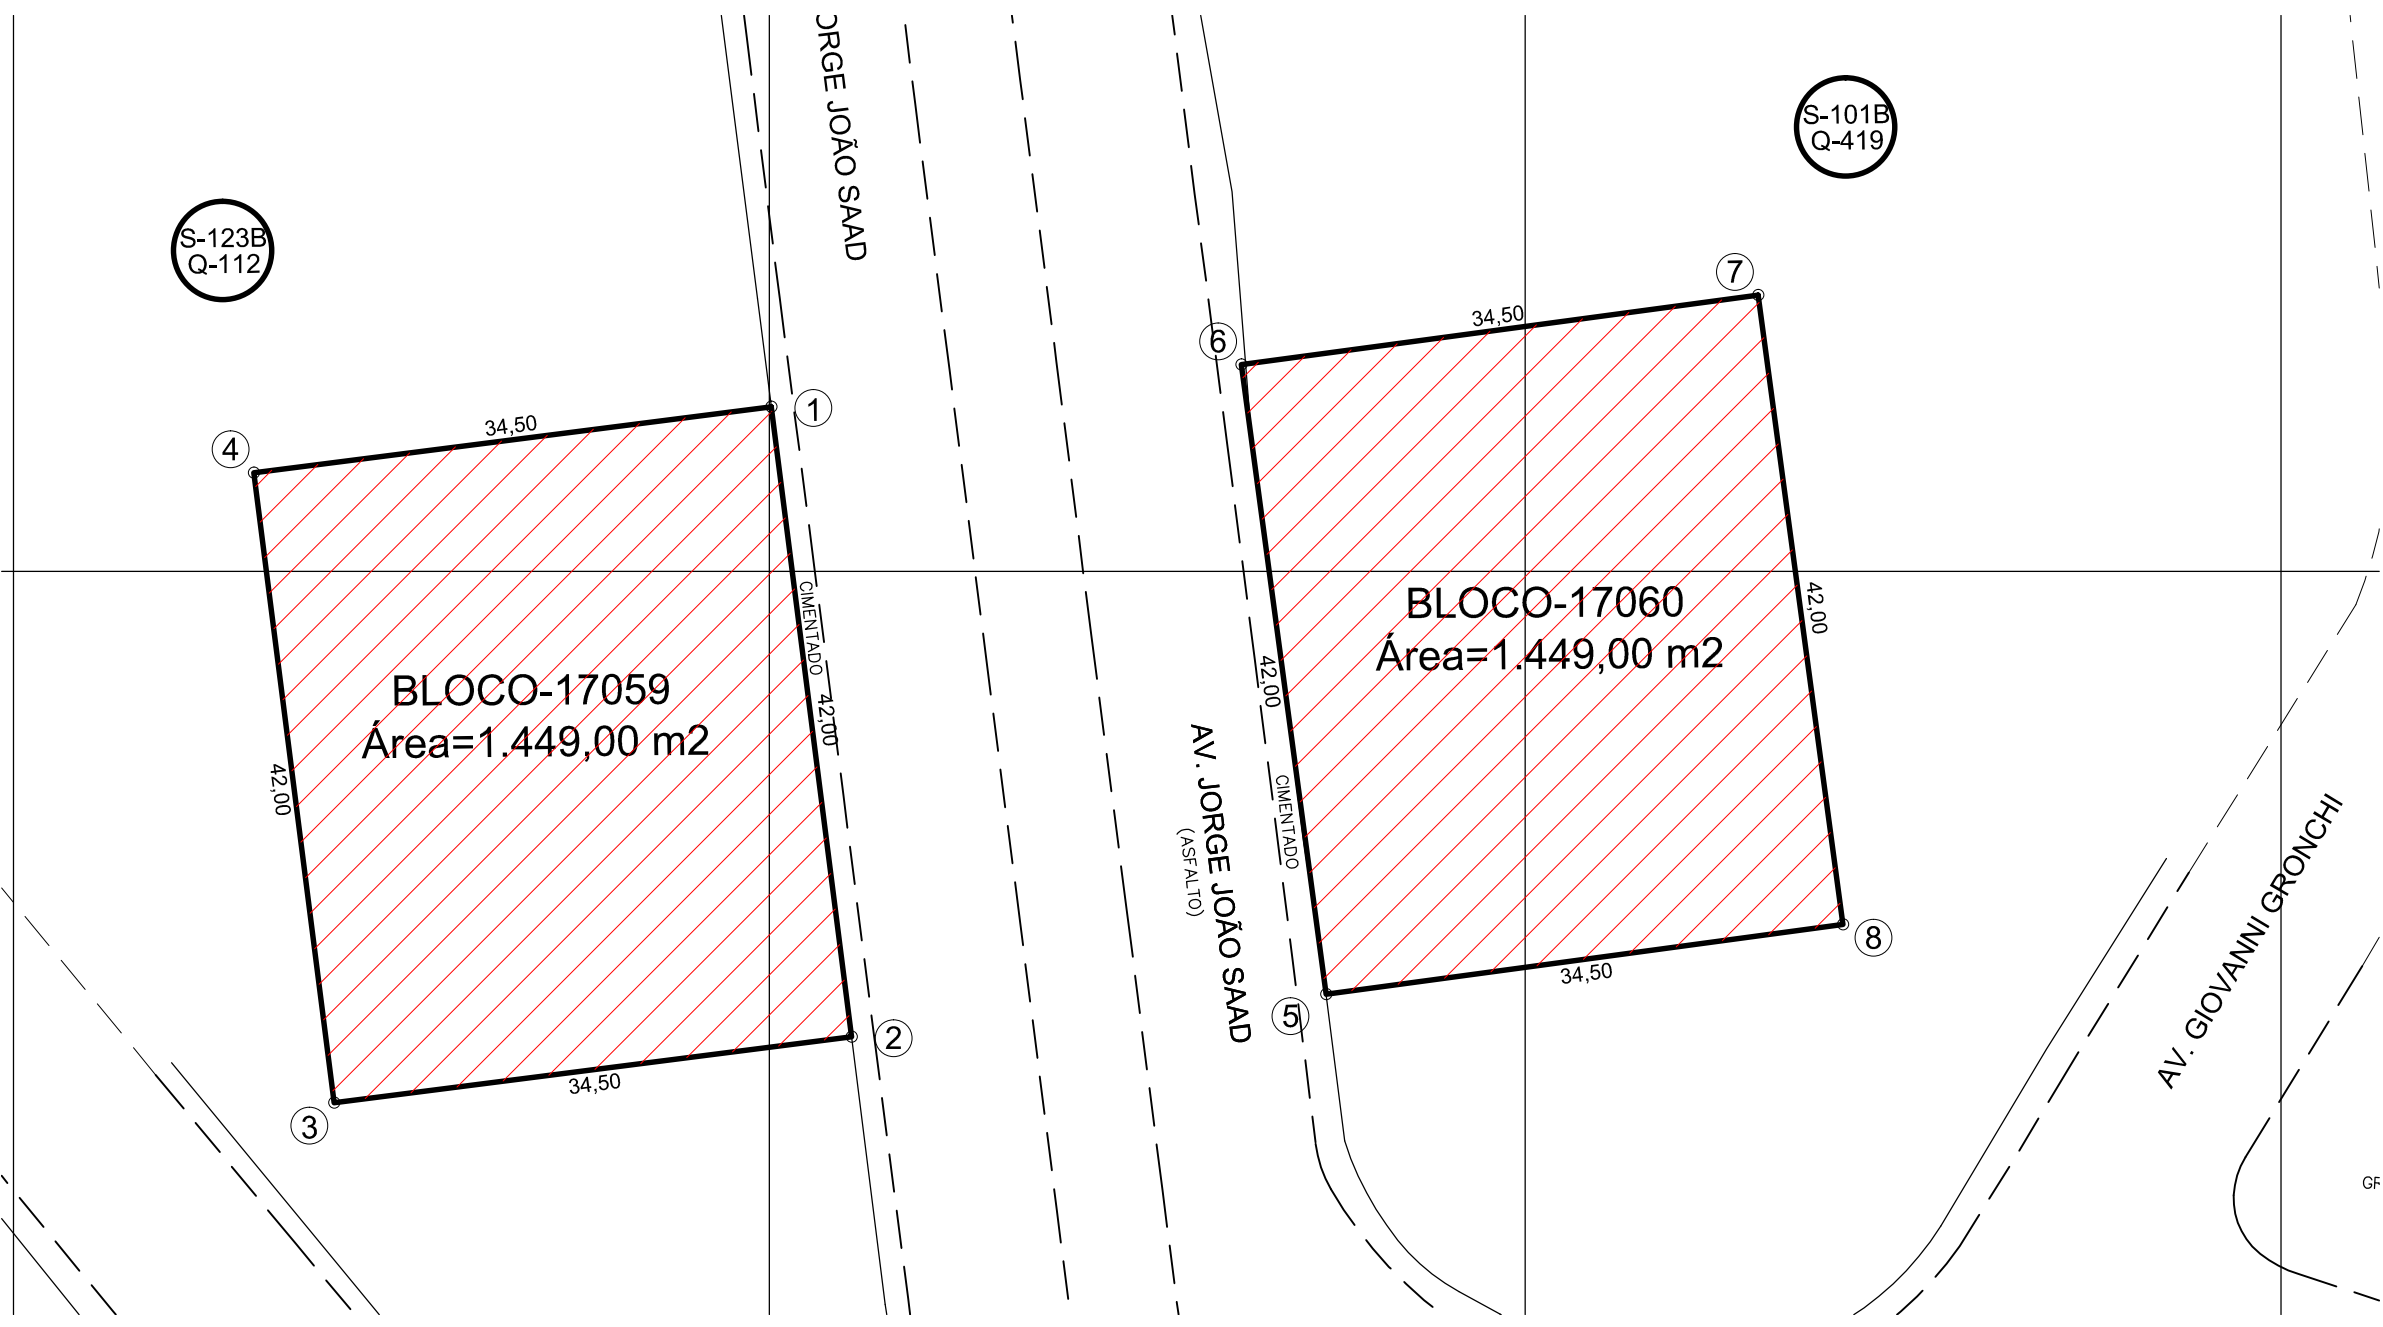 ORGE JOÃO SAAD
S-101B
Q-419
S-123B
Q-112
7
34,50
6
1
34,50
4
CIMENTADO
42,00
BLOCO-17060
Área=1.449,00 m2
42,00
BLOCO-17059
Área=1.449,00 m2
42,00
42,00
AV. JORGE JOÃO SAAD
(ASFALTO)
CIMENTADO
AV. GIOVANNI GRONCHI
8
34,50
5
2
34,50
3
GR